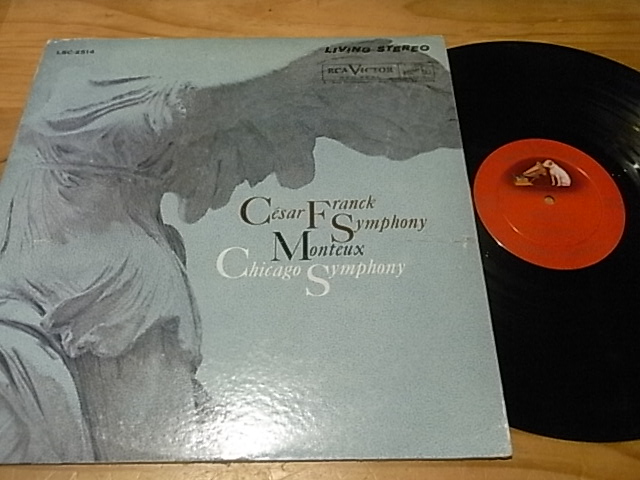 LSC-2514
LIVING STEREO
RCA VICTOR
César Franck
Symphony
Monteux
Chicago Symphony